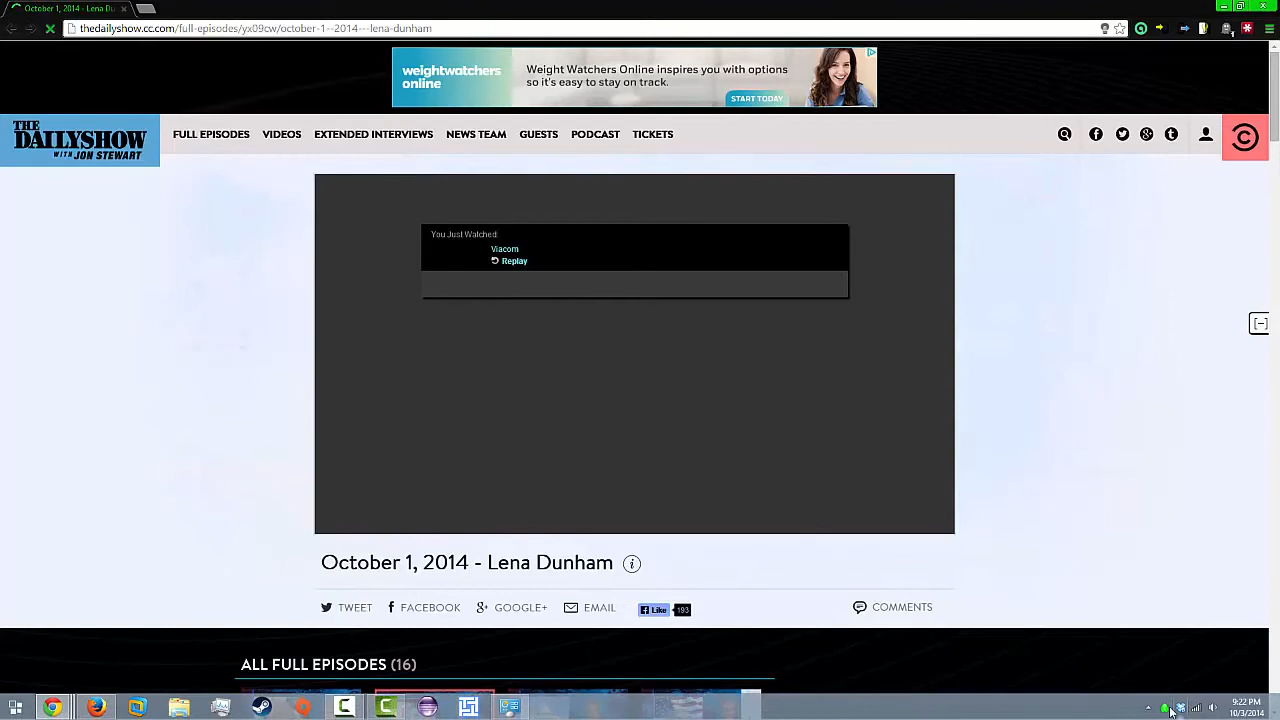 October 1, 2014 - Lena Du
thedailyshow.cc.com/full-episodes/yx09cw/october-1--2014---lena-dunham
weightwatchers
online
Weight Watchers Online inspires you with options
so it's easy to stay on track.
START TODAY
THE
DAILYSHOW
WITH JON STEWART
FULL EPISODES VIDEOS EXTENDED INTERVIEWS NEWS TEAM GUESTS PODCAST TICKETS
You Just Watched:
Viacom
Replay
[-]
October 1, 2014 - Lena Dunham
TWEET FACEBOOK GOOGLE+ EMAIL Like 193 COMMENTS
ALL FULL EPISODES (16)
9:22 PM
10/3/2014